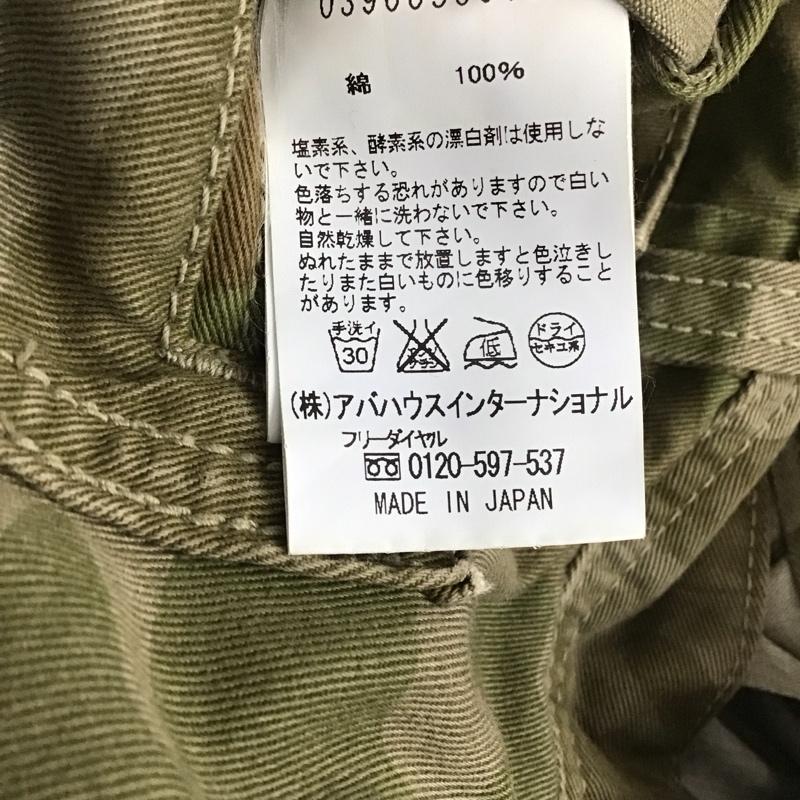 綿 100%
塩素系、酵素系の漂白剤は使用しな
いで下さい。
色落ちする恐れがありますので白い
物と一緒に洗わないで下さい。
自然乾燥して下さい。
ぬれたままで放置しますと色泣きし
たりまた白いものに色移りすること
があります。
手洗イ 30 エンソ サラシ 低 ドライ セキユ系
(株)アバハウスインターナショナル
フリーダイヤル
0120-597-537
MADE IN JAPAN